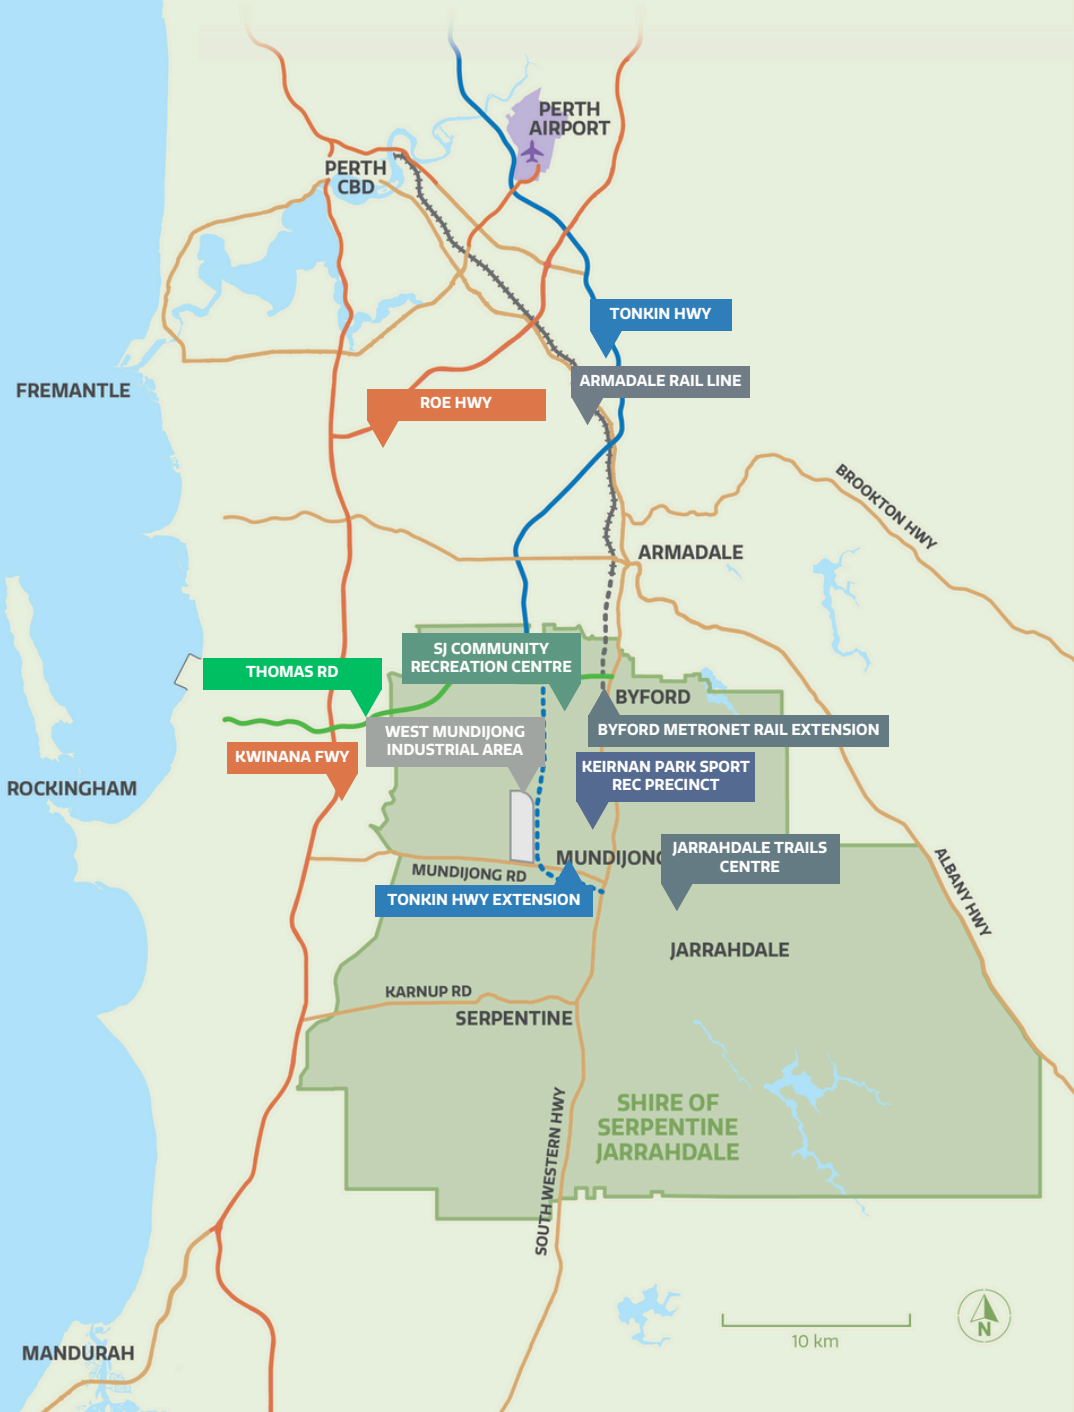 PERTH
AIRPORT
PERTH
CBD
TONKIN HWY
ARMADALE RAIL LINE
FREMANTLE
ROE HWY
BROOKTON HWY
ARMADALE
SJ COMMUNITY
RECREATION CENTRE
THOMAS RD
BYFORD
WEST MUNDIJONG
INDUSTRIAL AREA
BYFORD METRONET RAIL EXTENSION
KWINANA FWY
KEIRNAN PARK SPORT
REC PRECINCT
ROCKINGHAM
JARRAHDALE TRAILS
CENTRE
MUNDIJONG
MUNDIJONG RD
ALBANY HWY
TONKIN HWY EXTENSION
JARRAHDALE
KARNUP RD
SERPENTINE
SHIRE OF
SERPENTINE
JARRAHDALE
SOUTH WESTERN HWY
10 km
N
MANDURAH